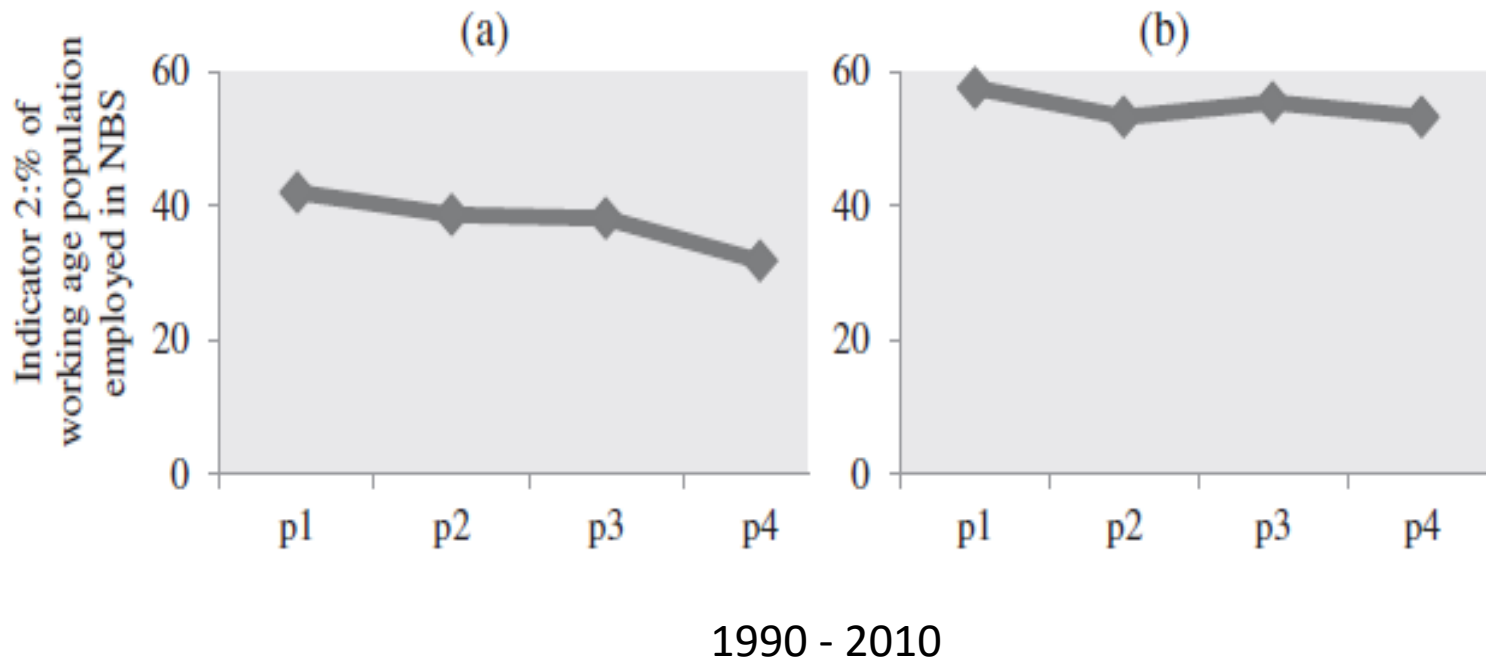 (a)
(b)
Indicator 2:% of
working age population
employed in NBS
60
40
20
0
p1 p2 p3 p4
60
40
20
0
p1 p2 p3 p4
1990 - 2010